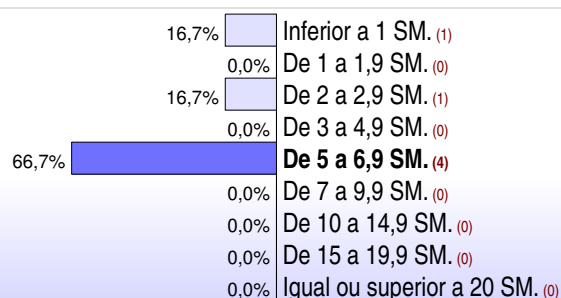 16,7% Inferior a 1 SM. (1)
0,0% De 1 a 1,9 SM. (0)
16,7% De 2 a 2,9 SM. (1)
0,0% De 3 a 4,9 SM. (0)
66,7% De 5 a 6,9 SM. (4)
0,0% De 7 a 9,9 SM. (0)
0,0% De 10 a 14,9 SM. (0)
0,0% De 15 a 19,9 SM. (0)
0,0% Igual ou superior a 20 SM. (0)